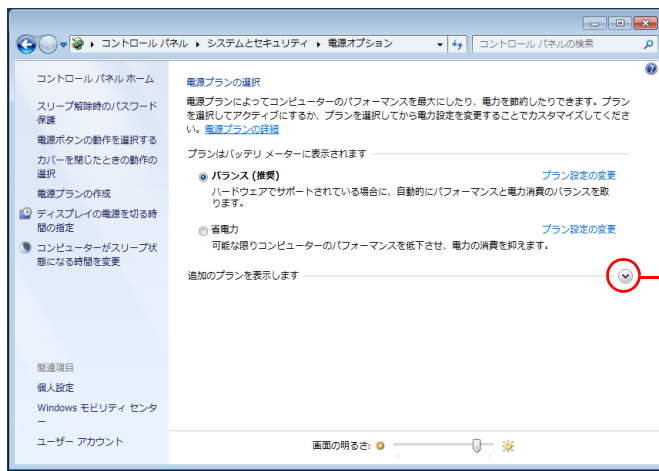 コントロール パネル ▸ システムとセキュリティ ▸ 電源オプション
コントロール パネルの検索
コントロール パネル ホーム
スリープ解除時のパスワード
保護
電源ボタンの動作を選択する
カバーを閉じたときの動作の
選択
電源プランの作成
ディスプレイの電源を切る時
間の指定
コンピューターがスリープ状
態になる時間を変更
関連項目
個人設定
Windows モビリティ センタ
ー
ユーザー アカウント
電源プランの選択
電源プランによってコンピューターのパフォーマンスを最大にしたり、電力を節約したりできます。プラン
を選択してアクティブにするか、プランを選択してから電力設定を変更することでカスタマイズしてくださ
い。電源プランの詳細
プランはバッテリ メーターに表示されます
バランス (推奨) プラン設定の変更
ハードウェアでサポートされている場合に、自動的にパフォーマンスと電力消費のバランスを取
ります。
省電力 プラン設定の変更
可能な限りコンピューターのパフォーマンスを低下させ、電力の消費を抑えます。
追加のプランを表示します
画面の明るさ: